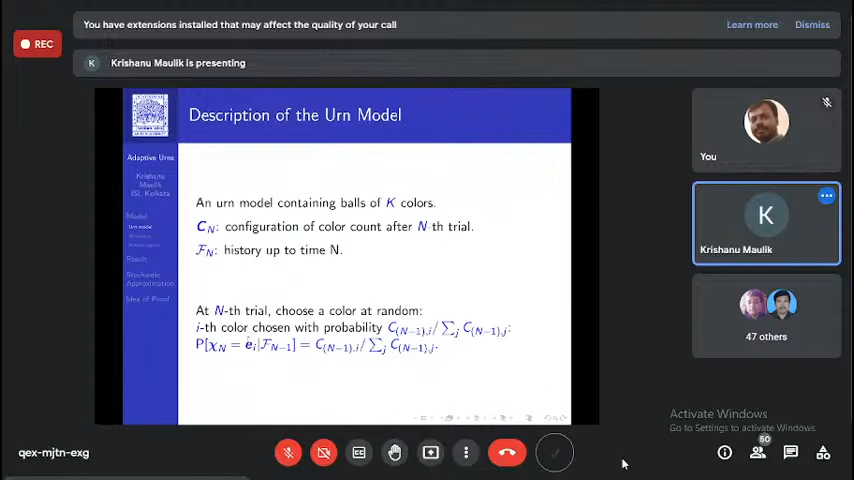 You have extensions installed that may affect the quality of your call
Learn more
Dismiss
REC
K
Krishanu Maulik is presenting
Description of the Urn Model
Adaptive Urns
Krishanu
Maulik
ISI, Kolkata
Model
Urn model
Result
Stochastic
Approximation
Idea of Proof
An urn model containing balls of K colors.
C_N: configuration of color count after N-th trial.
ℱ_N: history up to time N.
At N-th trial, choose a color at random:
i-th color chosen with probability C_(N−1),i/ ∑_j C_(N−1),j:
P[χ_N = e_i|ℱ_N−1] = C_(N−1),i/ ∑_j C_(N−1),j.
You
K
Krishanu Maulik
47 others
Activate Windows
Go to Settings to activate Windows.
qex-mjtn-exg
50